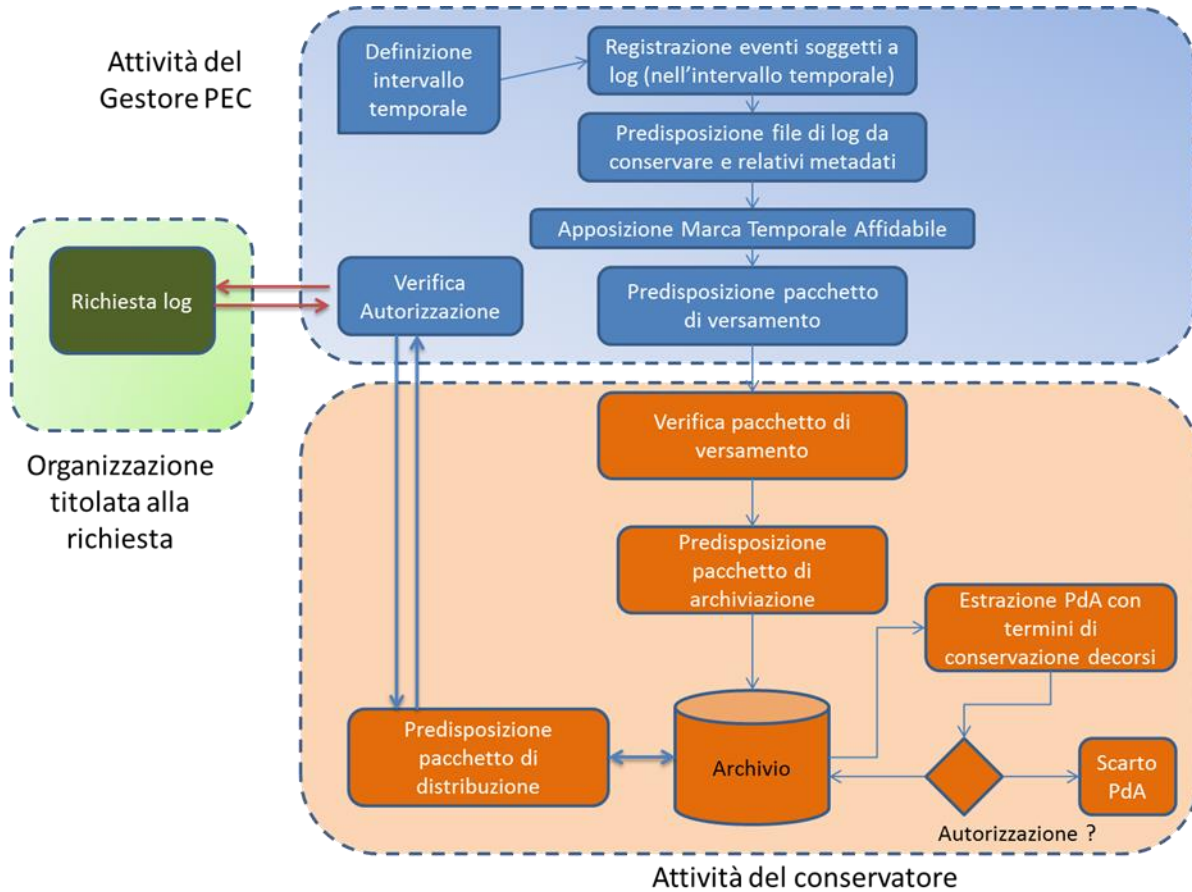 Attività del
Gestore PEC
Definizione
intervallo
temporale
Registrazione eventi soggetti a
log (nell'intervallo temporale)
Predisposizione file di log da
conservare e relativi metadati
Apposizione Marca Temporale Affidabile
Richiesta log
Verifica
Autorizzazione
Predisposizione pacchetto
di versamento
Organizzazione
titolata alla
richiesta
Verifica pacchetto di
versamento
Predisposizione
pacchetto di
archiviazione
Estrazione PdA con
termini di
conservazione decorsi
Predisposizione
pacchetto di
distribuzione
Archivio
Scarto
PdA
Autorizzazione ?
Attività del conservatore